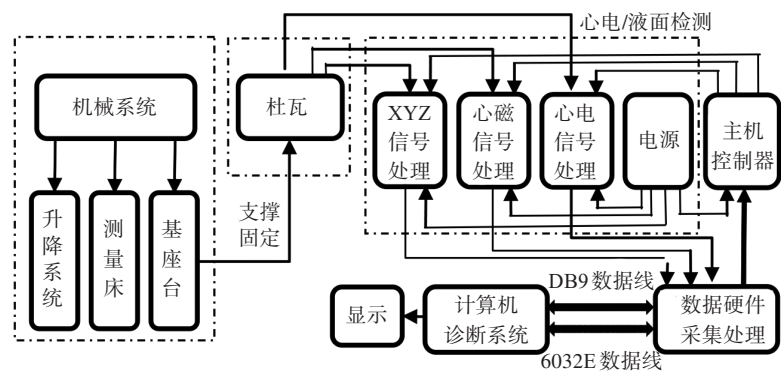 心电/液面检测
机械系统
杜瓦
XYZ
信号
处理
心磁
信号
处理
心电
信号
处理
电源
主机
控制器
升降系统
测量床
基座台
支撑
固定
DB9数据线
显示
计算机
诊断系统
数据硬件
采集处理
6032E数据线